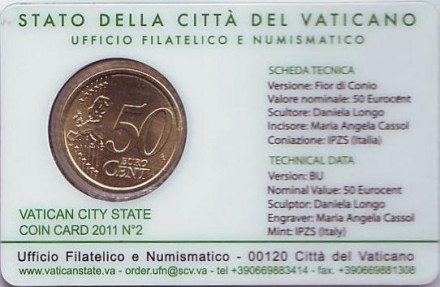 STATO DELLA CITTÀ DEL VATICANO
UFFICIO FILATELICO E NUMISMATICO
SCHEDA TECNICA
Versione: Fior di Conio
Valore nominale: 50 Eurocent
Scultore: Daniela Longo
Incisore: Maria Angela Cassol
Coniazione: IPZS (Italia)
TECHNICAL DATA
Version: BU
Nominal Value: 50 Eurocent
Sculptor: Daniela Longo
Engraver: Maria Angela Cassol
Mint: IPZS (Italy)
50
EURO
CENT
VATICAN CITY STATE
COIN CARD 2011 N°2
Ufficio Filatelico e Numismatico - 00120 Città del Vaticano
www.vaticanstate.va - order.ufn@scv.va - tel +390669883414 - fax. +390669881308